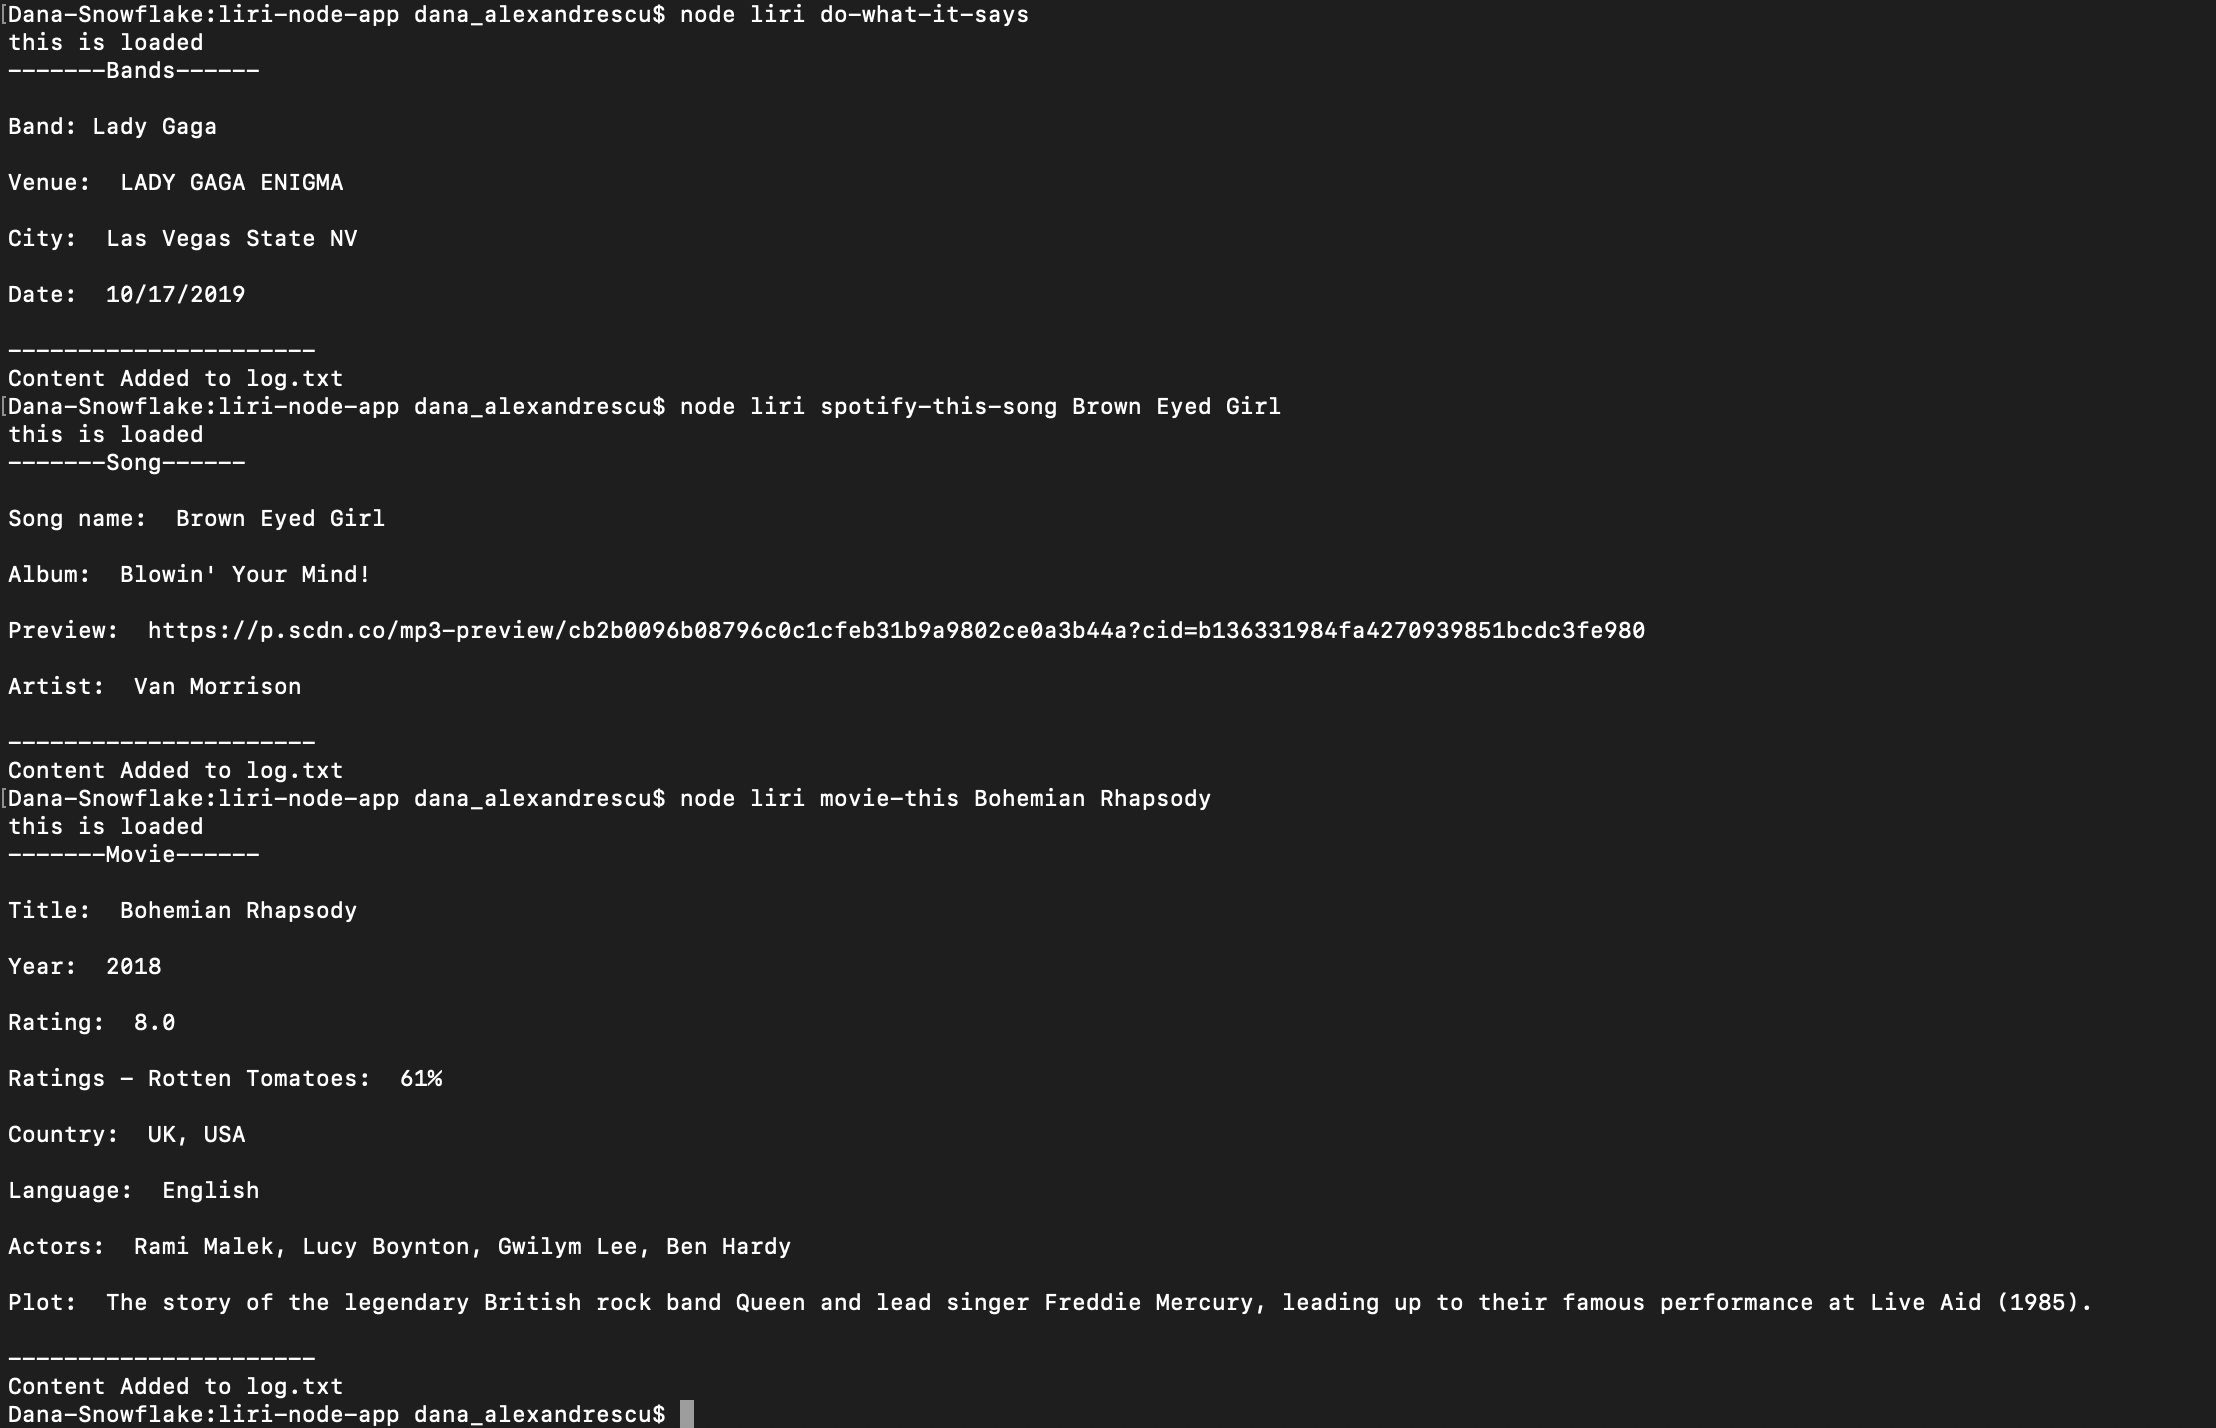 [Dana-Snowflake:liri-node-app dana_alexandrescu$ node liri do-what-it-says
this is loaded
-------Bands------
Band: Lady Gaga
Venue:  LADY GAGA ENIGMA
City:  Las Vegas State NV
Date:  10/17/2019
----------------------
Content Added to log.txt
[Dana-Snowflake:liri-node-app dana_alexandrescu$ node liri spotify-this-song Brown Eyed Girl
this is loaded
-------Song------
Song name:  Brown Eyed Girl
Album:  Blowin' Your Mind!
Preview:  https://p.scdn.co/mp3-preview/cb2b0096b08796c0c1cfeb31b9a9802ce0a3b44a?cid=b136331984fa4270939851bcdc3fe980
Artist:  Van Morrison
----------------------
Content Added to log.txt
[Dana-Snowflake:liri-node-app dana_alexandrescu$ node liri movie-this Bohemian Rhapsody
this is loaded
-------Movie------
Title:  Bohemian Rhapsody
Year:  2018
Rating:  8.0
Ratings - Rotten Tomatoes:  61%
Country:  UK, USA
Language:  English
Actors:  Rami Malek, Lucy Boynton, Gwilym Lee, Ben Hardy
Plot:  The story of the legendary British rock band Queen and lead singer Freddie Mercury, leading up to their famous performance at Live Aid (1985).
----------------------
Content Added to log.txt
Dana-Snowflake:liri-node-app dana_alexandrescu$